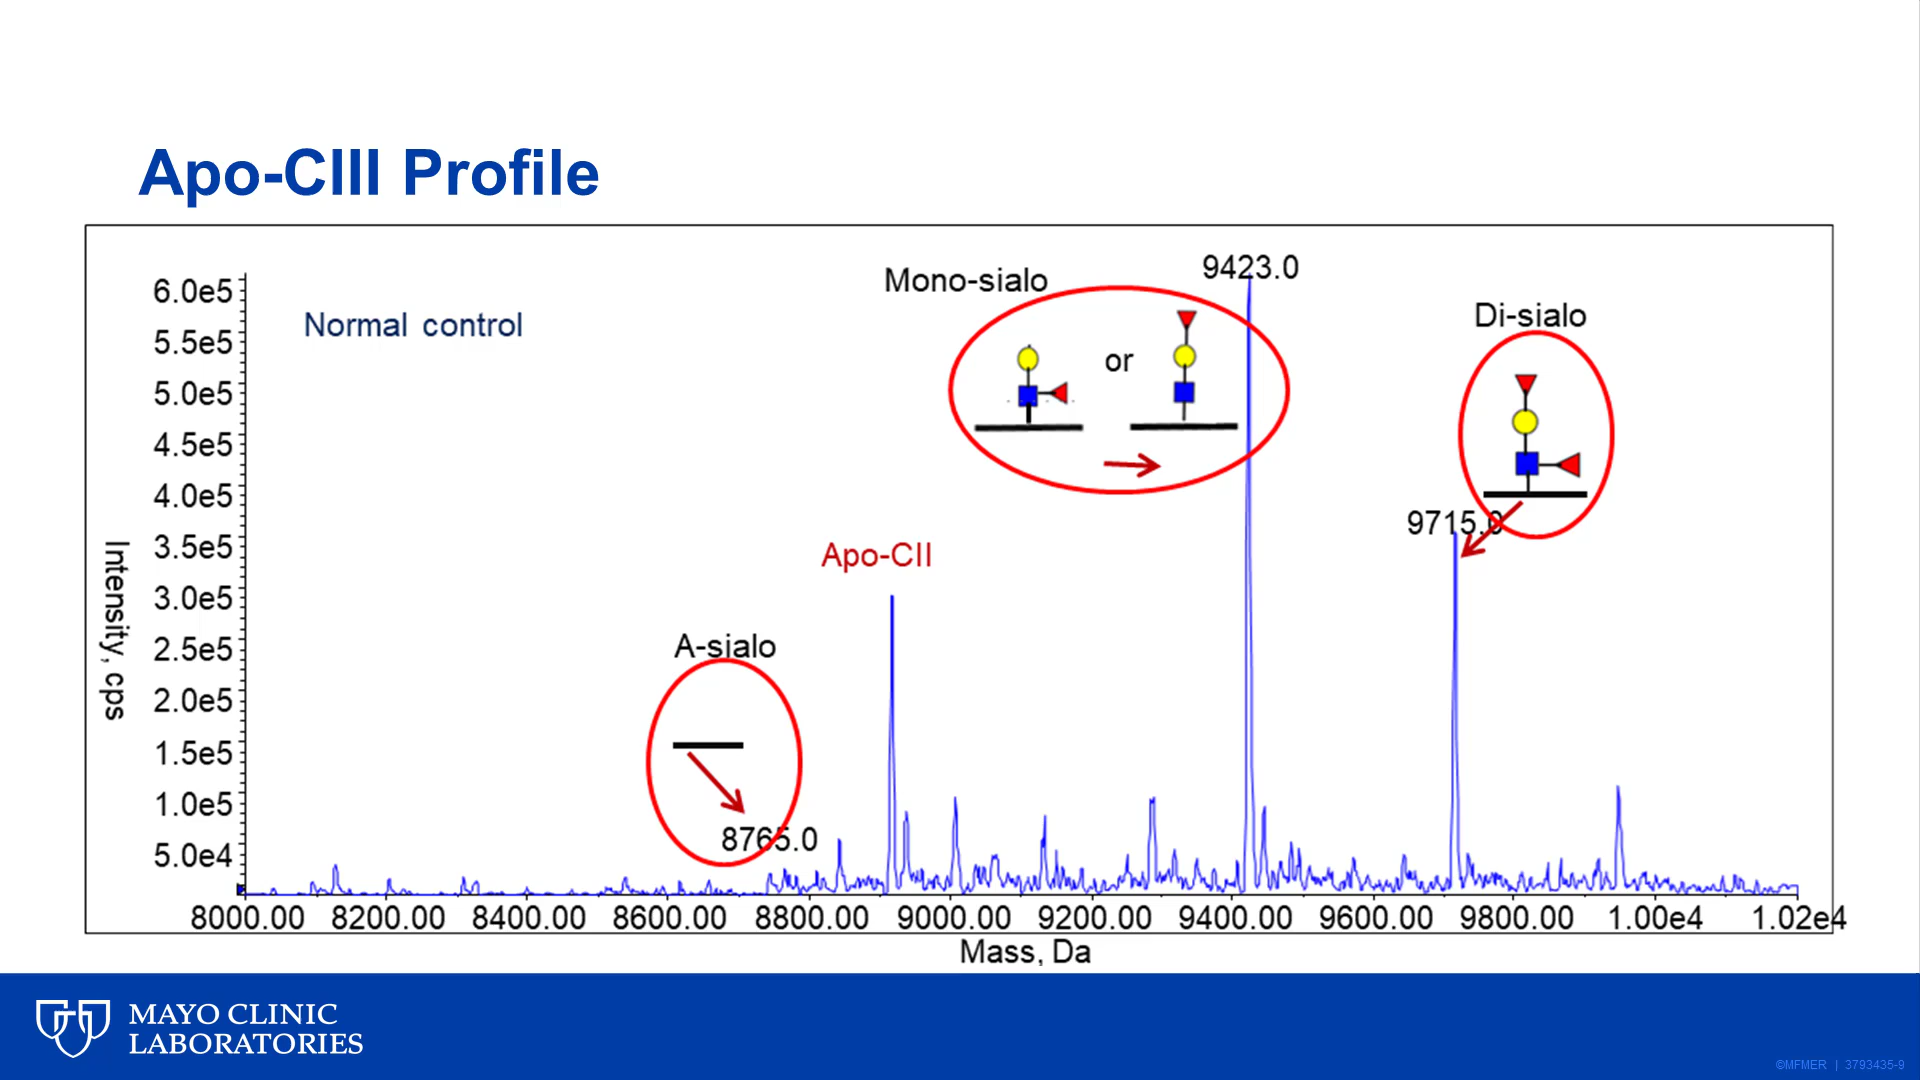 Apo-CIII Profile
9423.0
Mono-sialo
6.0e5
Di-sialo
Normal control
5.5e5
or
5.0e5
4.5e5
4.0e5
9715.0
3.5e5
Apo-CII
3.0e5
2.5e5
A-sialo
2.0e5
1.5e5
1.0e5
8765.0
5.0e4
Intensity, cps
8000.00 8200.00 8400.00 8600.00 8800.00 9000.00 9200.00 9400.00 9600.00 9800.00 1.00e4 1.02e4
Mass, Da
MAYO CLINIC
LABORATORIES
©MFMER | 3793435-9